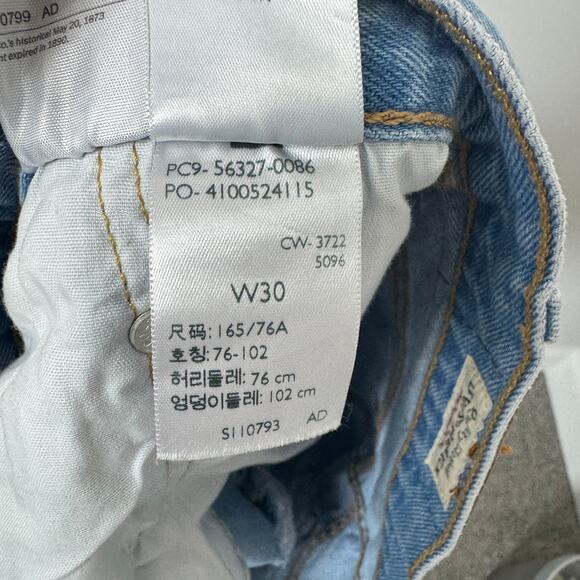 0799 AD
Co.'s historical May 20, 1873
nt expired in 1890.
PC9- 56327-0086
PO- 4100524115
CW- 3722
5096
W30
尺码: 165/76A
호칭: 76-102
허리둘레: 76 cm
엉덩이둘레: 102 cm
S110793 AD